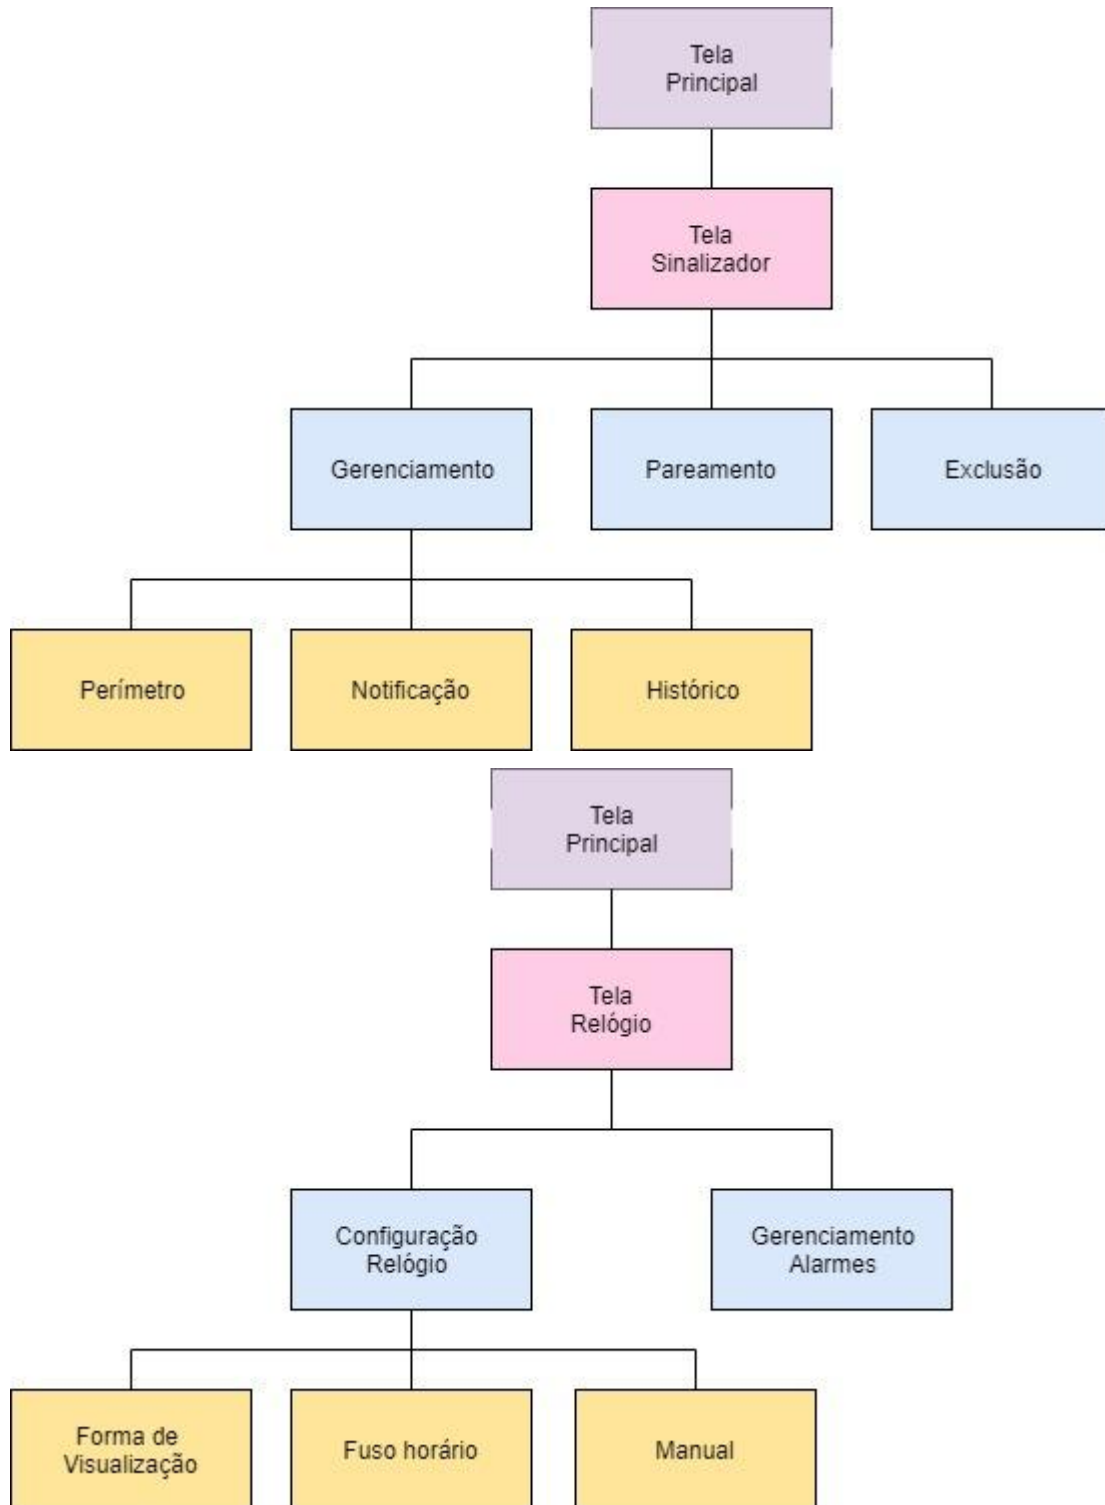 Tela
Principal
Tela
Sinalizador
Gerenciamento
Pareamento
Exclusão
Perímetro
Notificação
Histórico
Tela
Principal
Tela
Relógio
Configuração
Relógio
Gerenciamento
Alarmes
Forma de
Visualização
Fuso horário
Manual